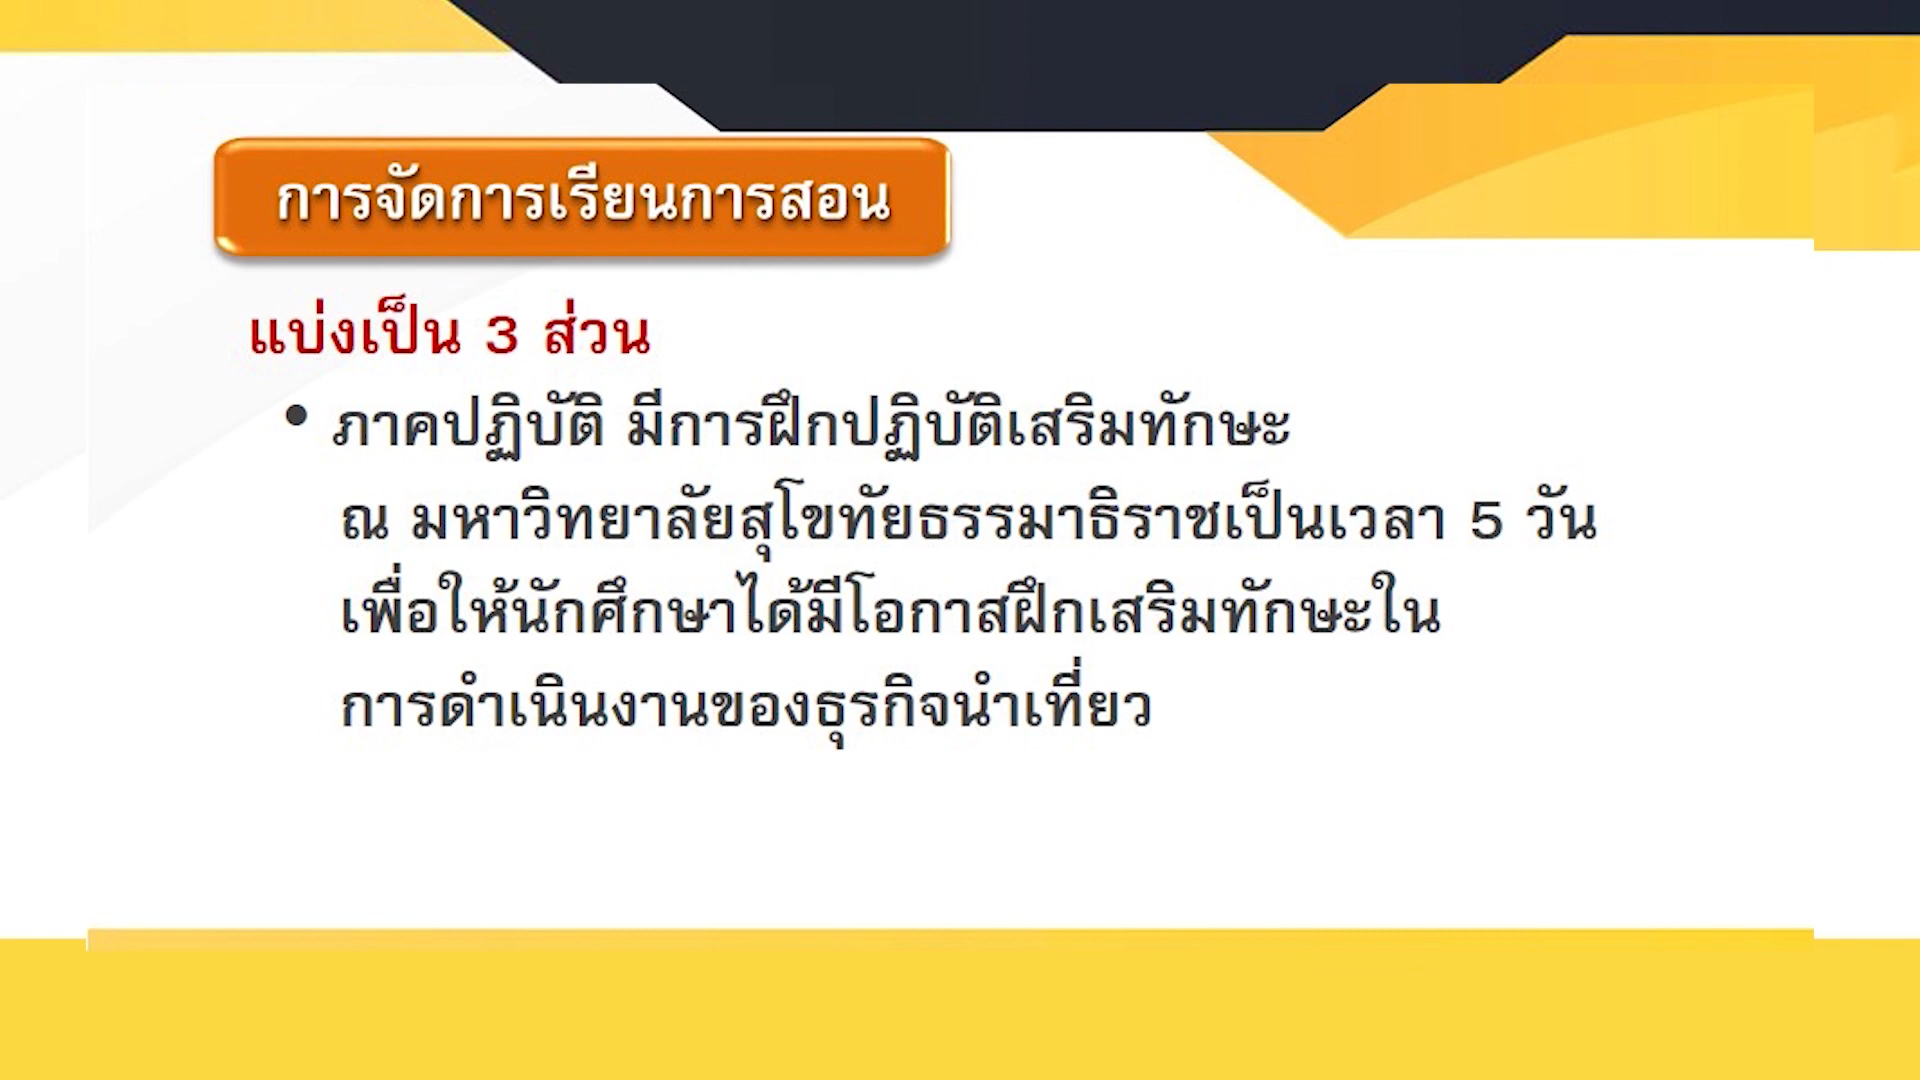 การจัดการเรียนการสอน
แบ่งเป็น 3 ส่วน
• ภาคปฏิบัติ มีการฝึกปฏิบัติเสริมทักษะ
ณ มหาวิทยาลัยสุโขทัยธรรมาธิราชเป็นเวลา 5 วัน
เพื่อให้นักศึกษาได้มีโอกาสฝึกเสริมทักษะใน
การดำเนินงานของธุรกิจนำเที่ยว